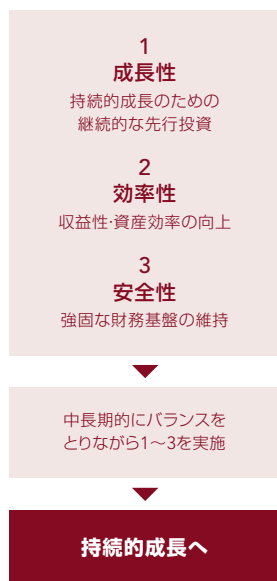 1
成長性
持続的成長のための
継続的な先行投資
2
効率性
収益性・資産効率の向上
3
安全性
強固な財務基盤の維持
中長期的にバランスを
とりながら1〜3を実施
持続的成長へ